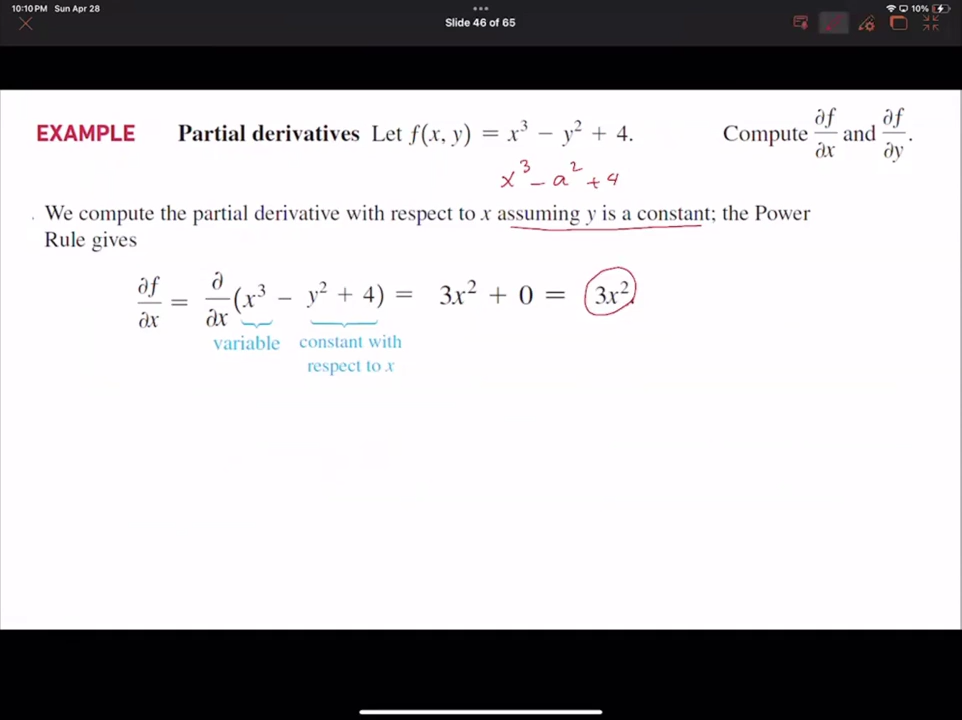 10:10 PM Sun Apr 28
10%
Slide 46 of 65
EXAMPLE Partial derivatives Let f(x, y) = x³ − y² + 4. Compute ∂f/∂x and ∂f/∂y.
x³ − a² + 4
We compute the partial derivative with respect to x assuming y is a constant; the Power
Rule gives
∂f/∂x = ∂/∂x (x³ − y² + 4) = 3x² + 0 = 3x²
variable constant with
respect to x